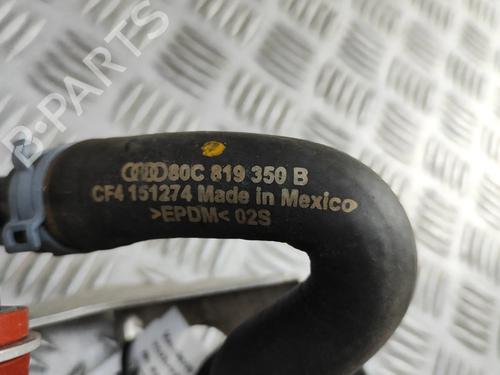 80C 819 350 B
CF4 151274 Made in Mexico
>EPDM< 02S
B-PARTS